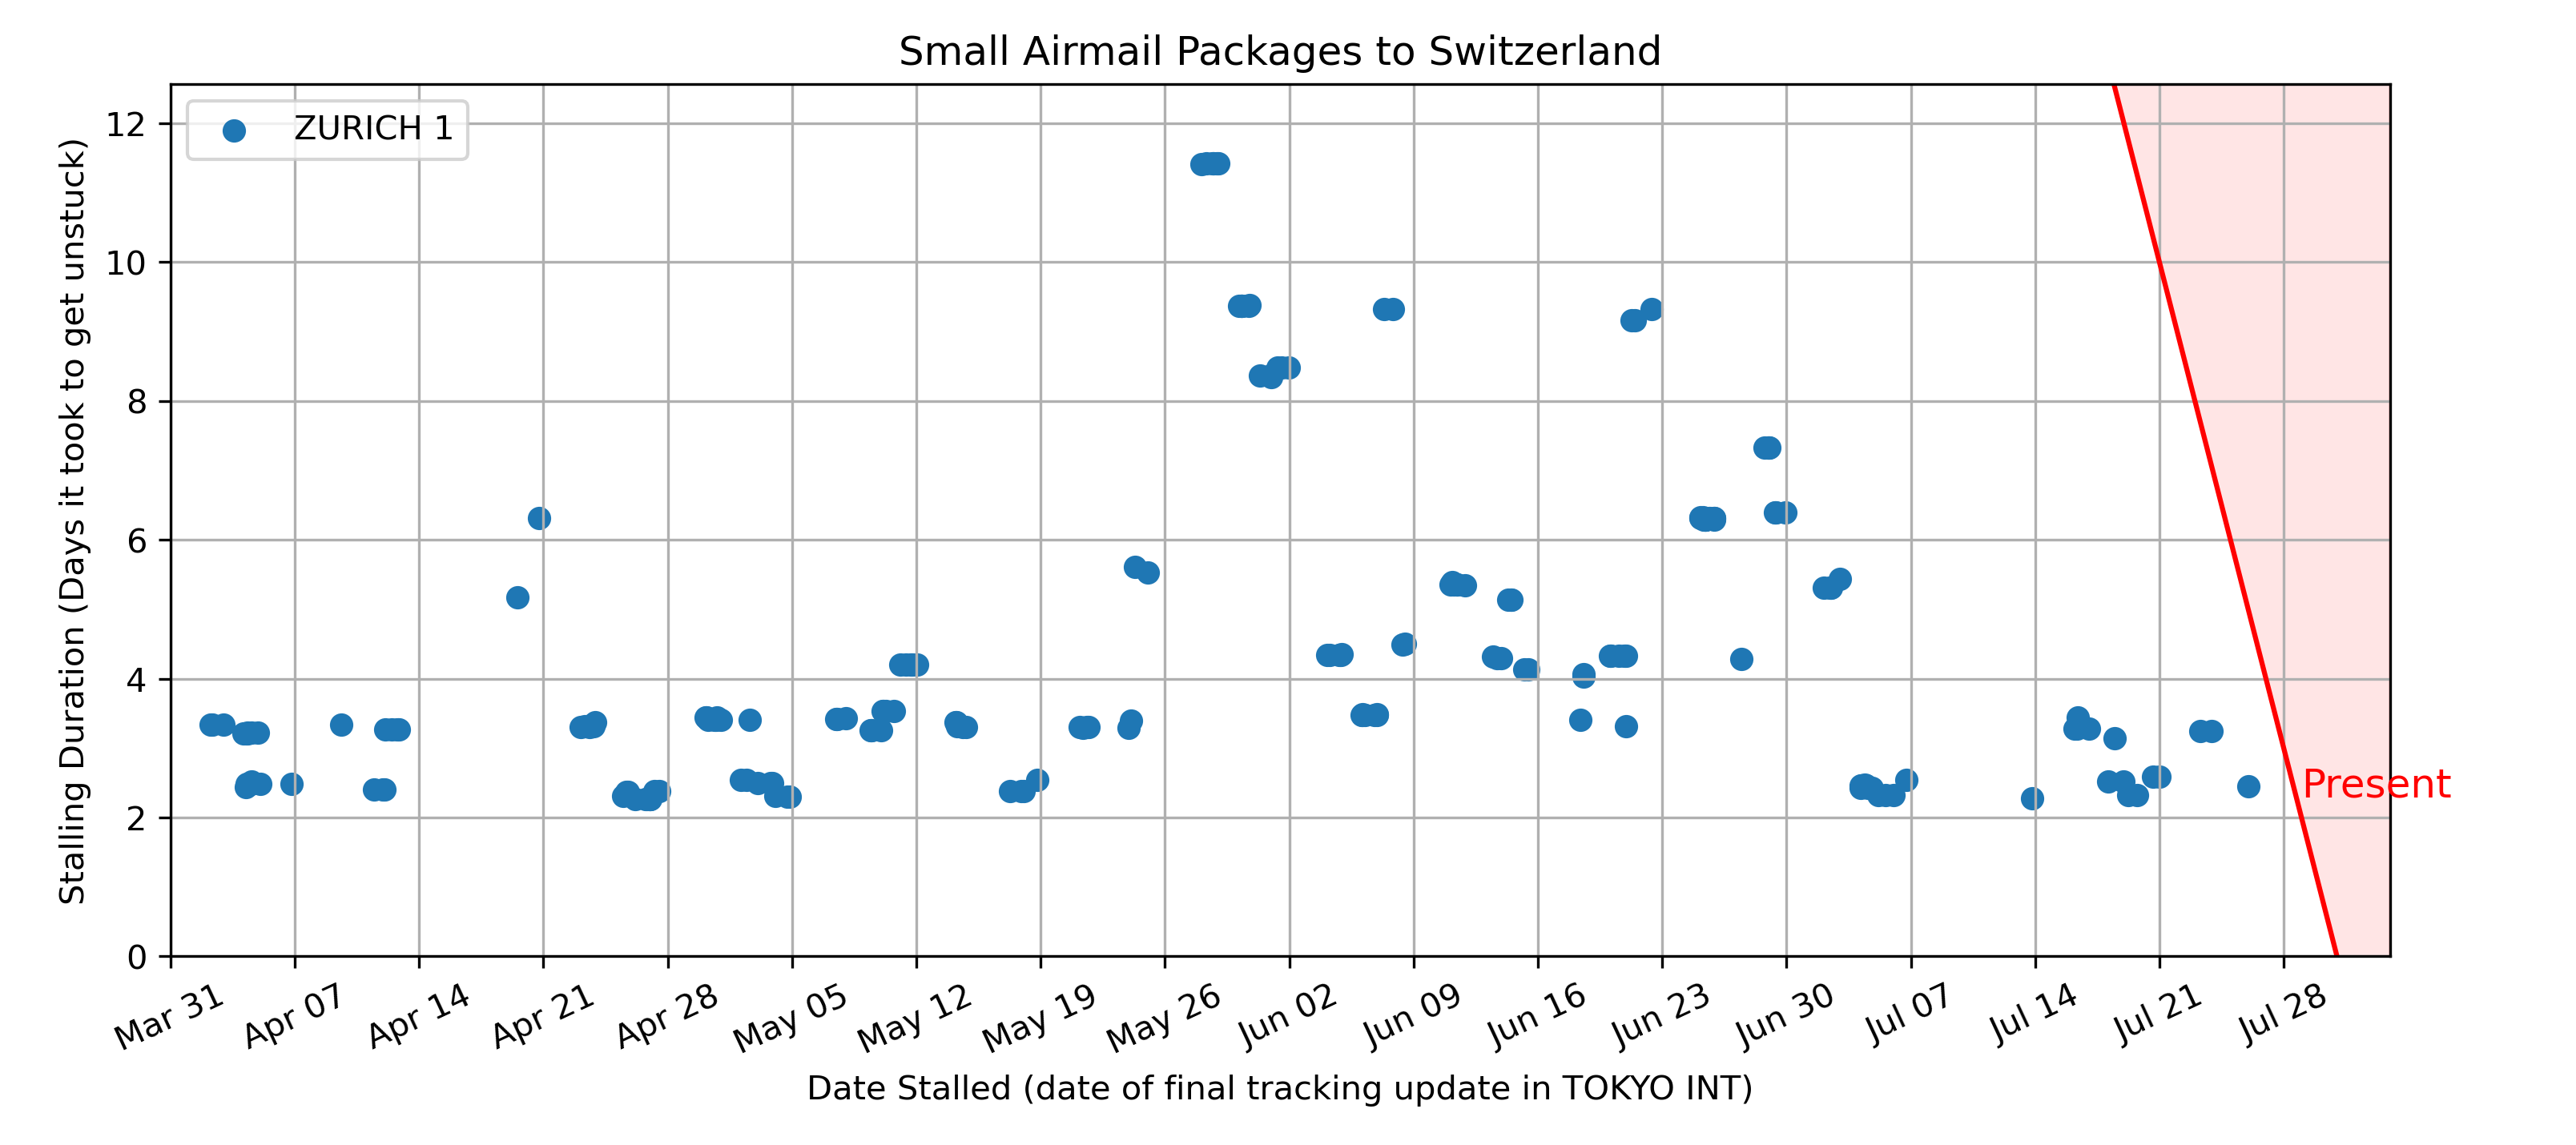 Small Airmail Packages to Switzerland
ZURICH 1
Stalling Duration (Days it took to get unstuck)
12
10
8
6
4
2
0
Present
Mar 31 Apr 07 Apr 14 Apr 21 Apr 28 May 05 May 12 May 19 May 26 Jun 02 Jun 09 Jun 16 Jun 23 Jun 30 Jul 07 Jul 14 Jul 21 Jul 28
Date Stalled (date of final tracking update in TOKYO INT)